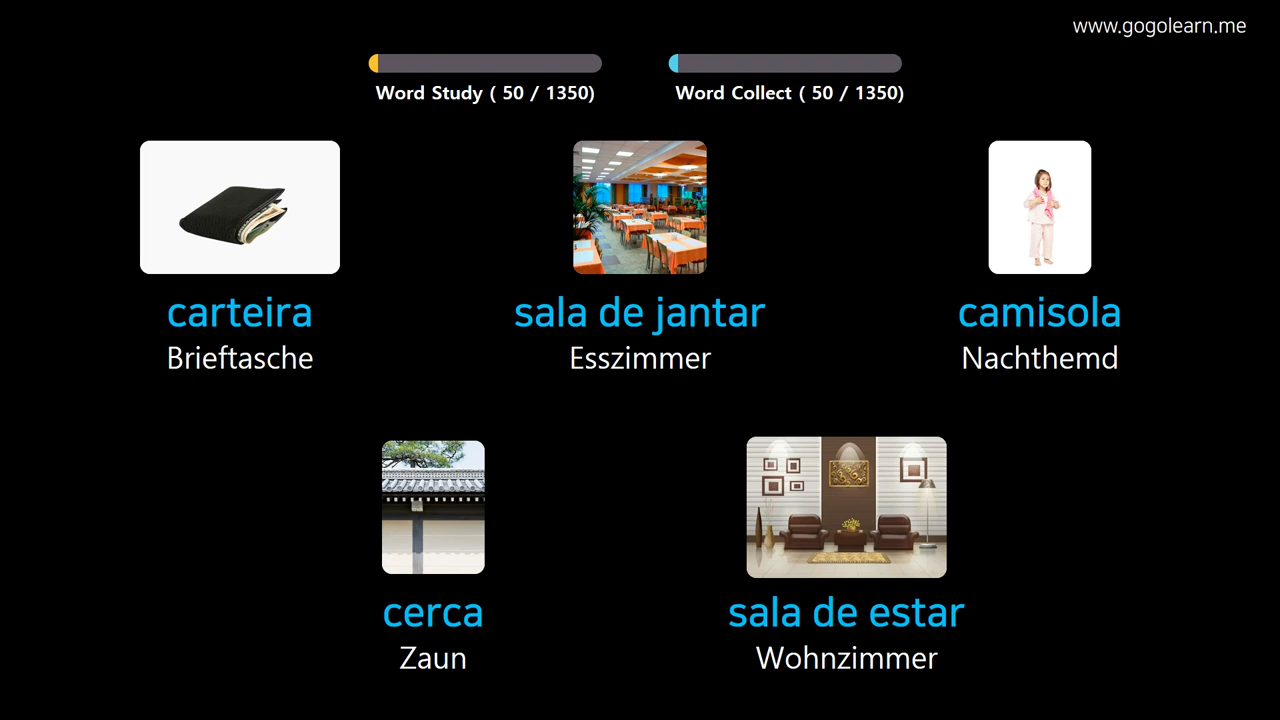 www.gogolearn.me
Word Study ( 50 / 1350)
Word Collect ( 50 / 1350)
carteira
Brieftasche
sala de jantar
Esszimmer
camisola
Nachthemd
cerca
Zaun
sala de estar
Wohnzimmer